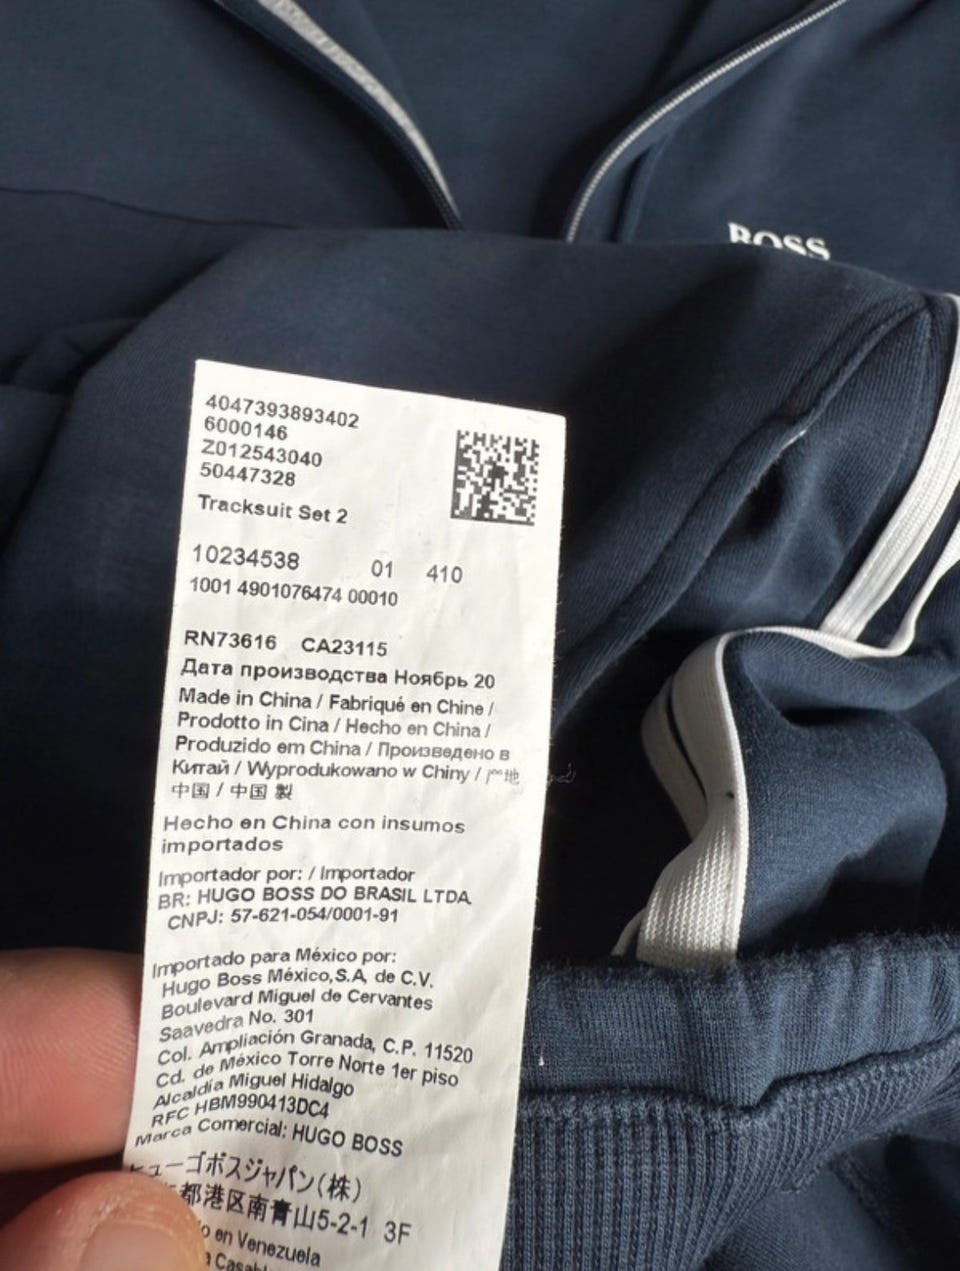 BOSS
4047393893402
6000146
Z012543040
50447328
Tracksuit Set 2
10234538 01 410
1001 4901076474 00010
RN73616 CA23115
Дата производства Ноябрь 20
Made in China / Fabriqué en Chine /
Prodotto in Cina / Hecho en China /
Produzido em China / Произведено в
Китай / Wyprodukowano w Chiny / 地
中国 / 中国 製
Hecho en China con insumos
importados
Importador por: / Importador
BR: HUGO BOSS DO BRASIL LTDA
CNPJ: 57-621-054/0001-91
Importado para México por:
Hugo Boss México,S.A, de C.V.
Boulevard Miguel de Cervantes
Saavedra No. 301
Col. Ampliación Granada, C.P. 11520
Cd. de México Torre Norte 1er piso
Alcaldía Miguel Hidalgo
RFC HBM990413DC4
Marca Comercial: HUGO BOSS
ヒューゴボスジャパン(株)
都港区南青山5-2-1 3F
en Venezuela